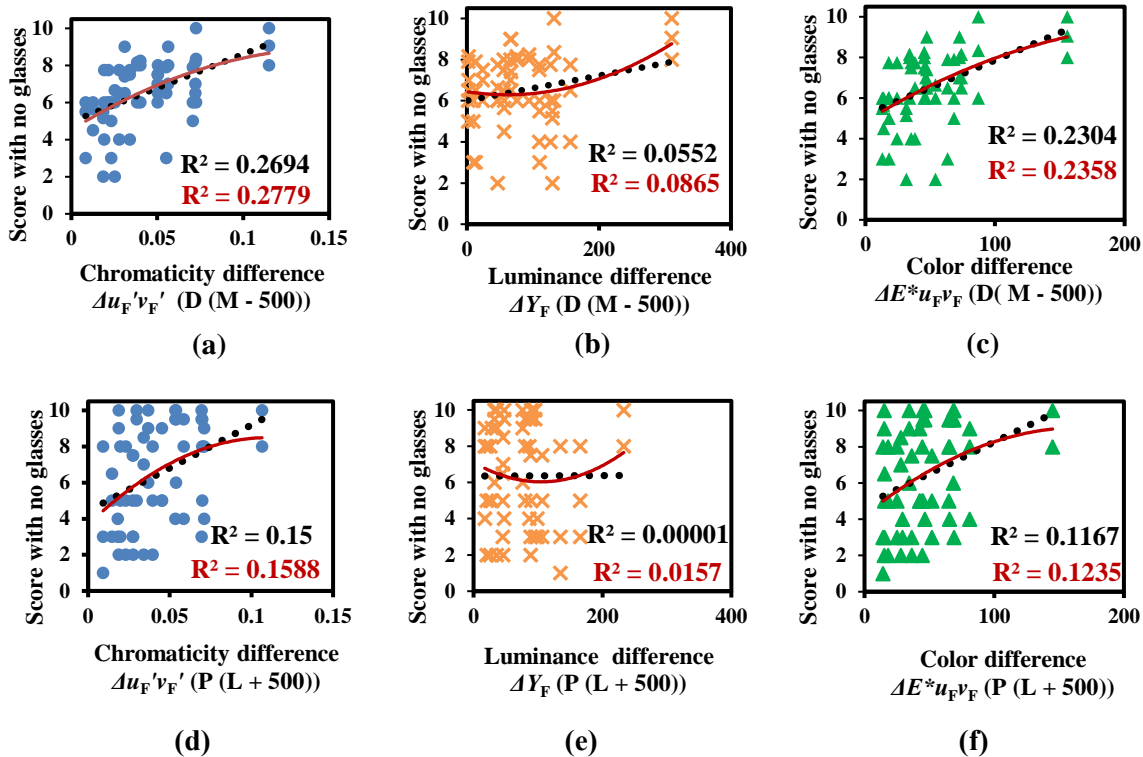 Score with no glasses
10
8
6
4
2
0
R² = 0.2694
R² = 0.2779
0
0.05
0.1
0.15
Chromaticity difference
Δu_F'v_F' (D (M - 500))
(a)
Score with no glasses
10
8
6
4
2
0
R² = 0.0552
R² = 0.0865
0
200
400
Luminance difference
ΔY_F (D (M - 500))
(b)
Score with no glasses
10
8
6
4
2
0
R² = 0.2304
R² = 0.2358
0
100
200
Color difference
ΔE*u_Fv_F (D( M - 500))
(c)
Score with no glasses
10
8
6
4
2
0
R² = 0.15
R² = 0.1588
0
0.05
0.1
0.15
Chromaticity difference
Δu_F'v_F' (P (L + 500))
(d)
Score with no glasses
10
8
6
4
2
0
R² = 0.00001
R² = 0.0157
0
200
400
Luminance difference
ΔY_F (P (L + 500))
(e)
Score with no glasses
10
8
6
4
2
0
R² = 0.1167
R² = 0.1235
0
100
200
Color difference
ΔE*u_Fv_F (P (L + 500))
(f)